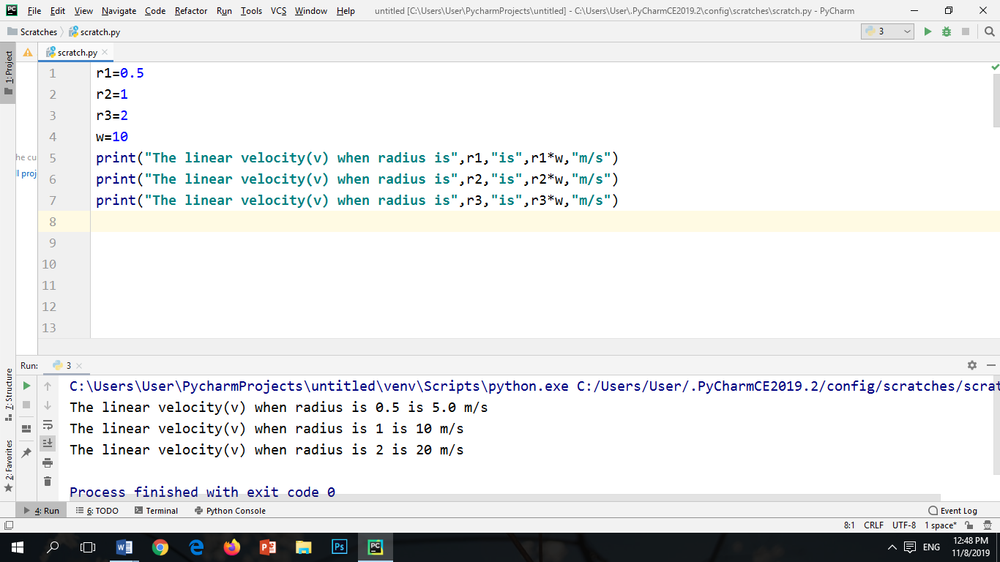 File Edit View Navigate Code Refactor Run Tools VCS Window Help untitled [C:\Users\User\PycharmProjects\untitled] - C:\Users\User\.PyCharmCE2019.2\config\scratches\scratch.py - PyCharm
Scratches scratch.py 3
1: Project
scratch.py
1 r1=0.5
2 r2=1
3 r3=2
4 w=10
5 print("The linear velocity(v) when radius is",r1,"is",r1*w,"m/s")
6 print("The linear velocity(v) when radius is",r2,"is",r2*w,"m/s")
7 print("The linear velocity(v) when radius is",r3,"is",r3*w,"m/s")
8
9
10
11
12
13
he cu
ll proj
Run: 3
7: Structure
2: Favorites
C:\Users\User\PycharmProjects\untitled\venv\Scripts\python.exe C:/Users/User/.PyCharmCE2019.2/config/scratches/scrat
The linear velocity(v) when radius is 0.5 is 5.0 m/s
The linear velocity(v) when radius is 1 is 10 m/s
The linear velocity(v) when radius is 2 is 20 m/s
Process finished with exit code 0
4: Run 6: TODO Terminal Python Console Event Log
8:1 CRLF UTF-8 1 space*
ENG 12:48 PM
11/8/2019
PC
Ps
PC